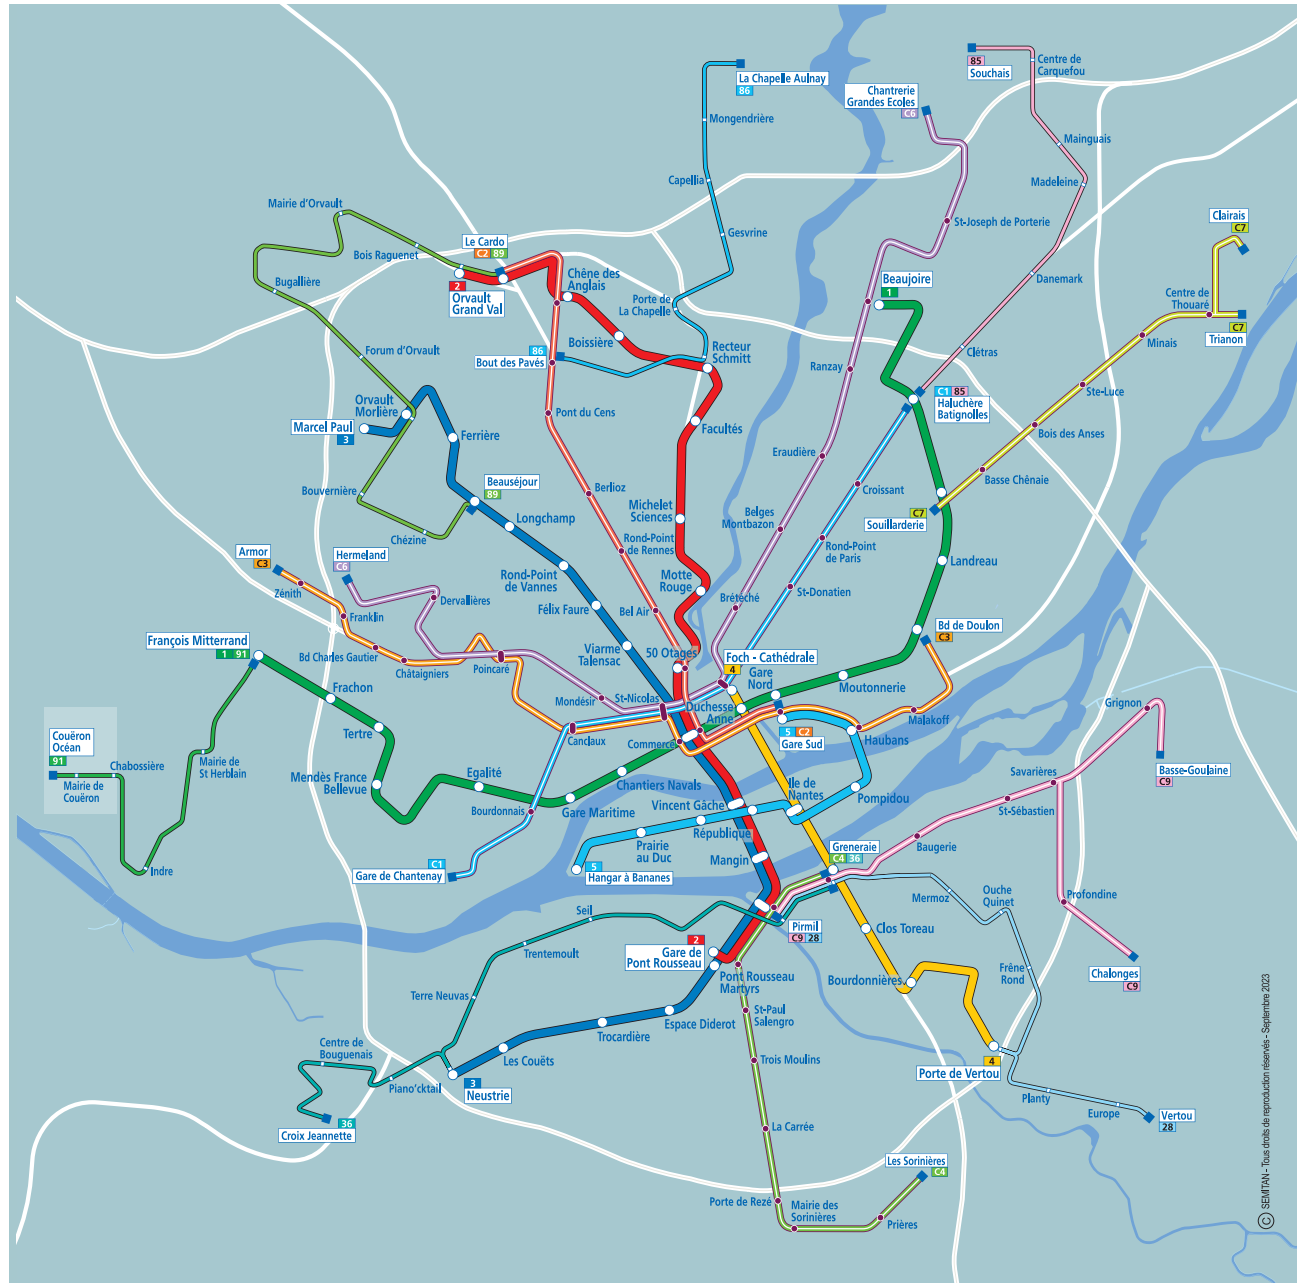 85
Souchais
Centre de
Carquefou
La Chapelle Aulnay
86
Chantrerie
Grandes Ecoles
C6
Mongendrière
Mainguais
Capellia
Madeleine
Mairie d'Orvault
St-Joseph de Porterie
Clairais
C7
Gesvrine
Le Cardo
C2 89
Bois Raguenet
Chêne des
Anglais
Bugallière
2
Orvault
Grand Val
Beaujoire
1
Danemark
Centre de
Thouaré
Porte de
La Chapelle
C7
Trianon
Boissière
Recteur
Schmitt
Minais
86
Bout des Pavés
Forum d'Orvault
Clétras
Ranzay
C1 85
Haluchère
Batignolles
Ste-Luce
Orvault
Morlière
Marcel Paul
3
Pont du Cens
Facultés
Ferrière
Bois des Anses
Eraudière
Beauséjour
89
Basse Chênaie
Bouvernière
Berlioz
Croissant
Michelet
Sciences
Belges
Montbazon
C7
Souillarderie
Longchamp
Chézine
Rond-Point
de Rennes
Rond-Point
de Paris
Armor
C3
Hermeland
C6
Landreau
Rond-Point
de Vannes
Motte
Rouge
Zénith
St-Donatien
Dervallières
Félix Faure
Bel Air
Brétéché
Franklin
Bd de Doulon
C3
François Mitterrand
1 91
Bd Charles Gautier
Viarme
Talensac
50 Otages
Foch - Cathédrale
4
Châtaigniers
Poincaré
Gare
Nord
Moutonnerie
Frachon
Mondésir
St-Nicolas
Duchesse
Anne
Malakoff
Grignon
Tertre
Canclaux
Commerce
5 C2
Gare Sud
Haubans
Couëron
Océan
91
Chabossière
Mairie de
St Herblain
Basse-Goulaine
C9
Mairie de
Couëron
Mendès France
Bellevue
Egalité
Chantiers Navals
Savarières
Ile de
Nantes
Pompidou
Bourdonnais
Gare Maritime
Vincent Gâche
St-Sébastien
République
Prairie
au Duc
Baugerie
Greneraie
C4 36
Mangin
C1
Gare de Chantenay
5
Hangar à Bananes
Indre
Mermoz
Ouche
Quinet
Profondine
Seil
Pirmil
C9 28
Clos Toreau
Trentemoult
2
Gare de
Pont Rousseau
Frêne
Rond
Chalonges
C9
Pont Rousseau
Martyrs
Bourdonnières
Terre Neuvas
St-Paul
Salengro
Espace Diderot
Trocardière
Centre de
Bouguenais
Les Couëts
Trois Moulins
4
Porte de Vertou
Piano'cktail
3
Neustrie
Planty
Europe
Vertou
28
36
Croix Jeannette
La Carrée
Les Sorinières
C4
Porte de Rezé
Mairie des
Sorinières
Prières
© SEMITAN - Tous droits de reproduction réservés - Septembre 2023